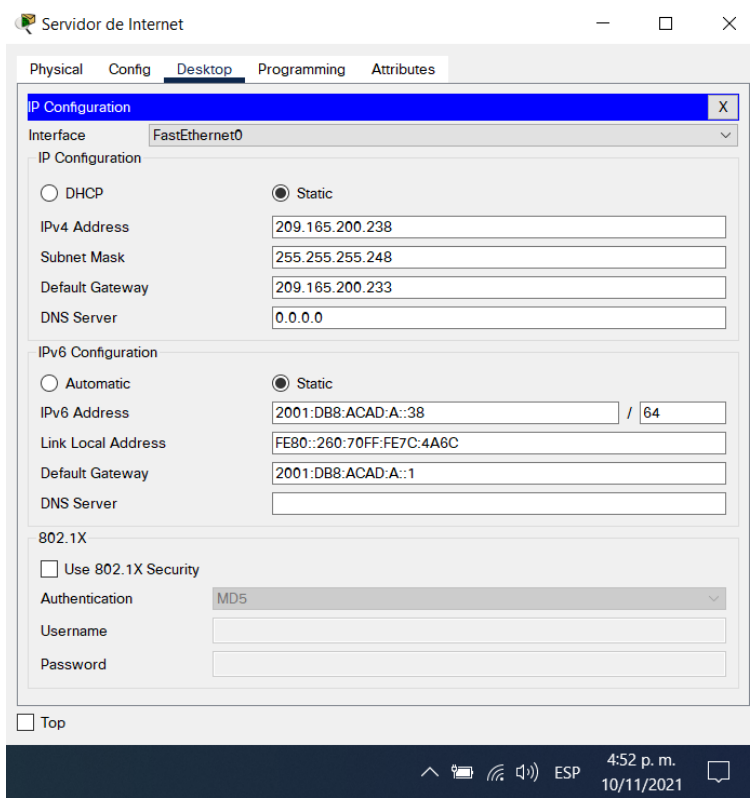 Servidor de Internet
Physical Config Desktop Programming Attributes
IP Configuration X
Interface FastEthernet0
IP Configuration
DHCP Static
IPv4 Address 209.165.200.238
Subnet Mask 255.255.255.248
Default Gateway 209.165.200.233
DNS Server 0.0.0.0
IPv6 Configuration
Automatic Static
IPv6 Address 2001:DB8:ACAD:A::38 / 64
Link Local Address FE80::260:70FF:FE7C:4A6C
Default Gateway 2001:DB8:ACAD:A::1
DNS Server
802.1X
Use 802.1X Security
Authentication MD5
Username
Password
Top
ESP 4:52 p. m.
10/11/2021